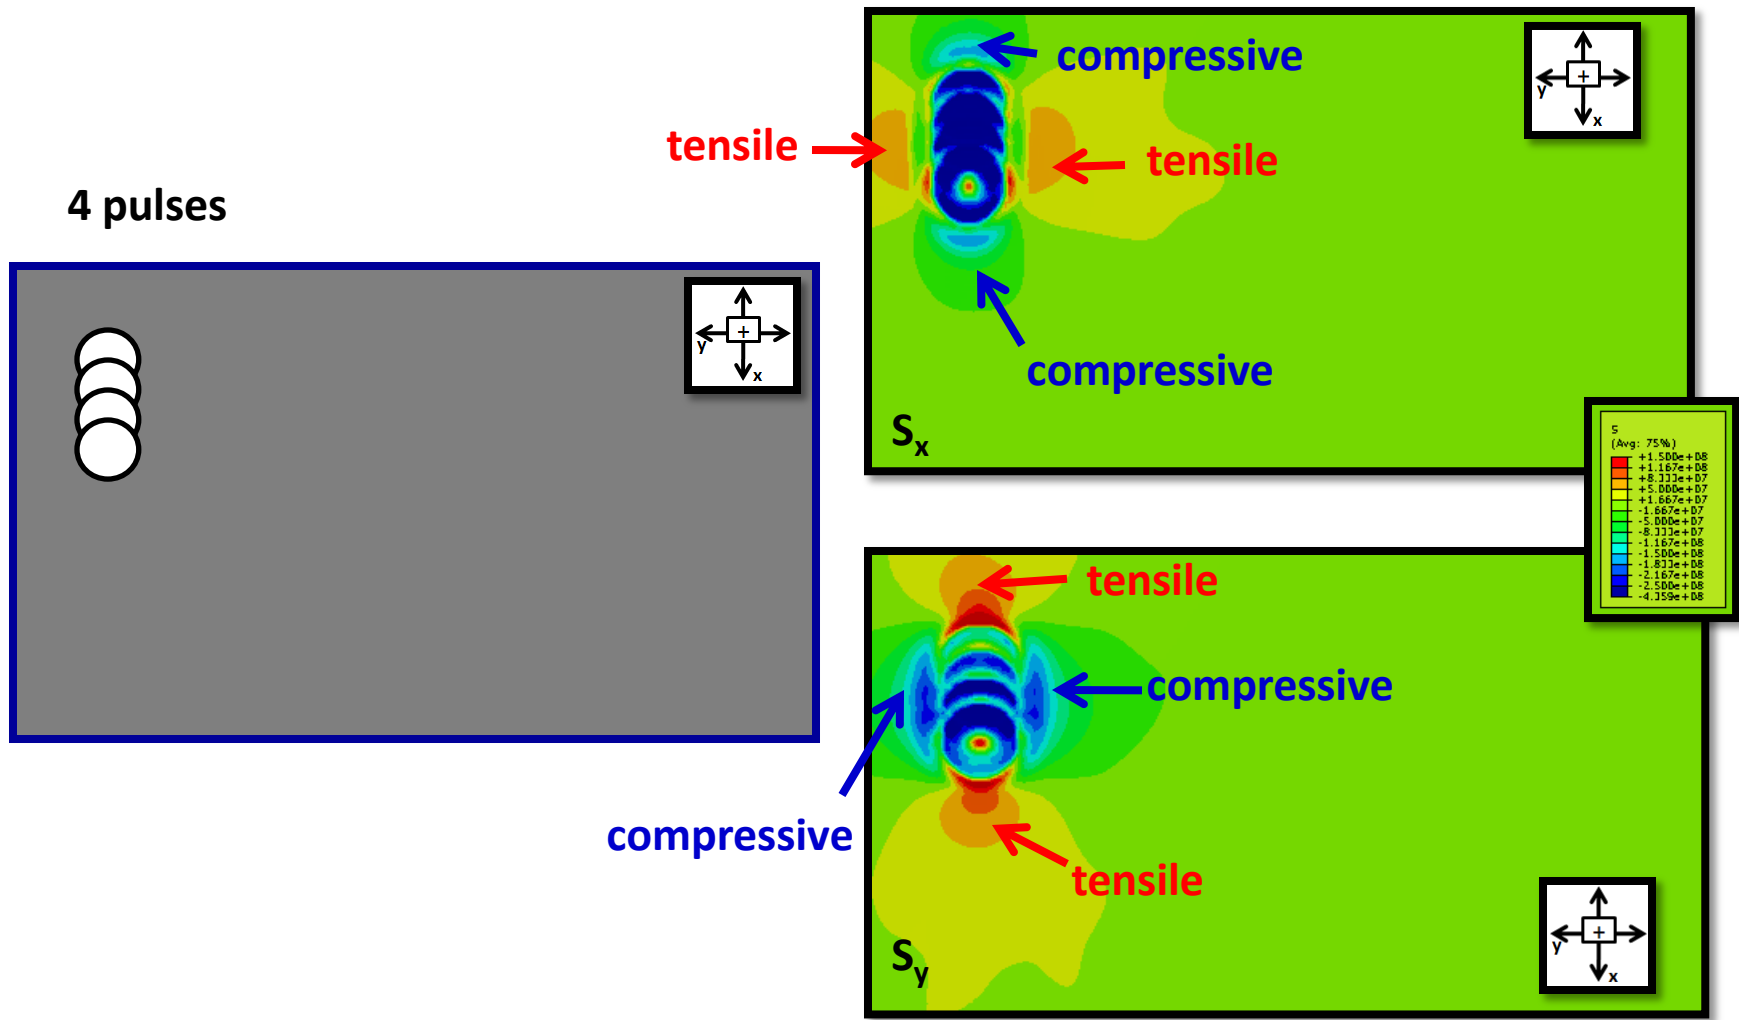 4 pulses
+
y
x
compressive
tensile
tensile
compressive
S
x
+
y
x
S
(Avg: 75%)
+1.500e+08
+1.167e+08
+8.333e+07
+5.000e+07
+1.667e+07
-1.667e+07
-5.000e+07
-8.333e+07
-1.167e+08
-1.500e+08
-1.833e+08
-2.167e+08
-2.500e+08
-4.359e+08
tensile
compressive
compressive
tensile
S
y
+
y
x